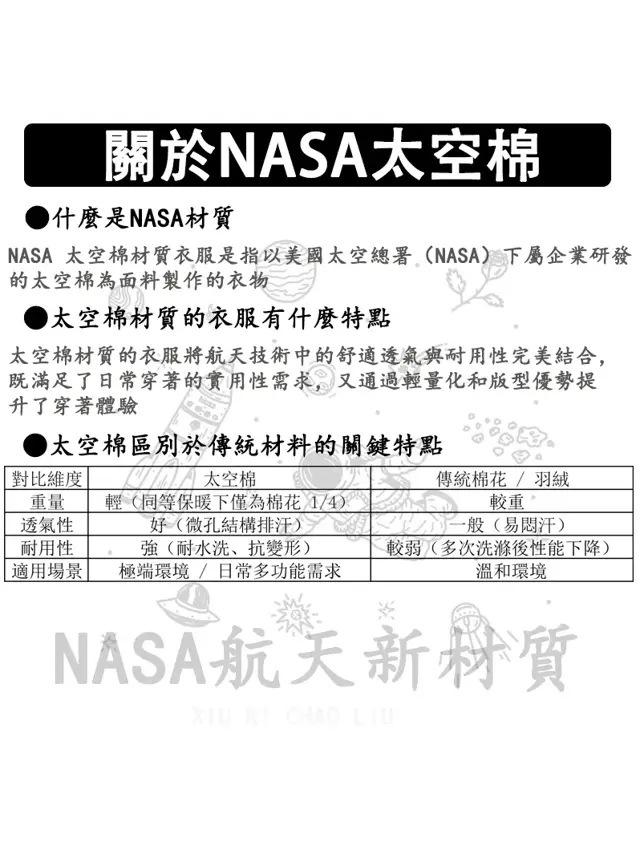 關於NASA太空棉
●什麼是NASA材質
NASA 太空棉材質衣服是指以美國太空總署（NASA）下屬企業研發
的太空棉為面料製作的衣物
●太空棉材質的衣服有什麼特點
太空棉材質的衣服將航天技術中的舒適透氣與耐用性完美結合，
既滿足了日常穿著的實用性需求，又通過輕量化和版型優勢提
升了穿著體驗
●太空棉區別於傳統材料的關鍵特點
對比維度 太空棉 傳統棉花 / 羽絨
重量 輕（同等保暖下僅為棉花 1/4） 較重
透氣性 好（微孔結構排汗） 一般（易悶汗）
耐用性 強（耐水洗、抗變形） 較弱（多次洗滌後性能下降）
適用場景 極端環境 / 日常多功能需求 溫和環境
NASA航天新材質
XIU RI CHAO LIU